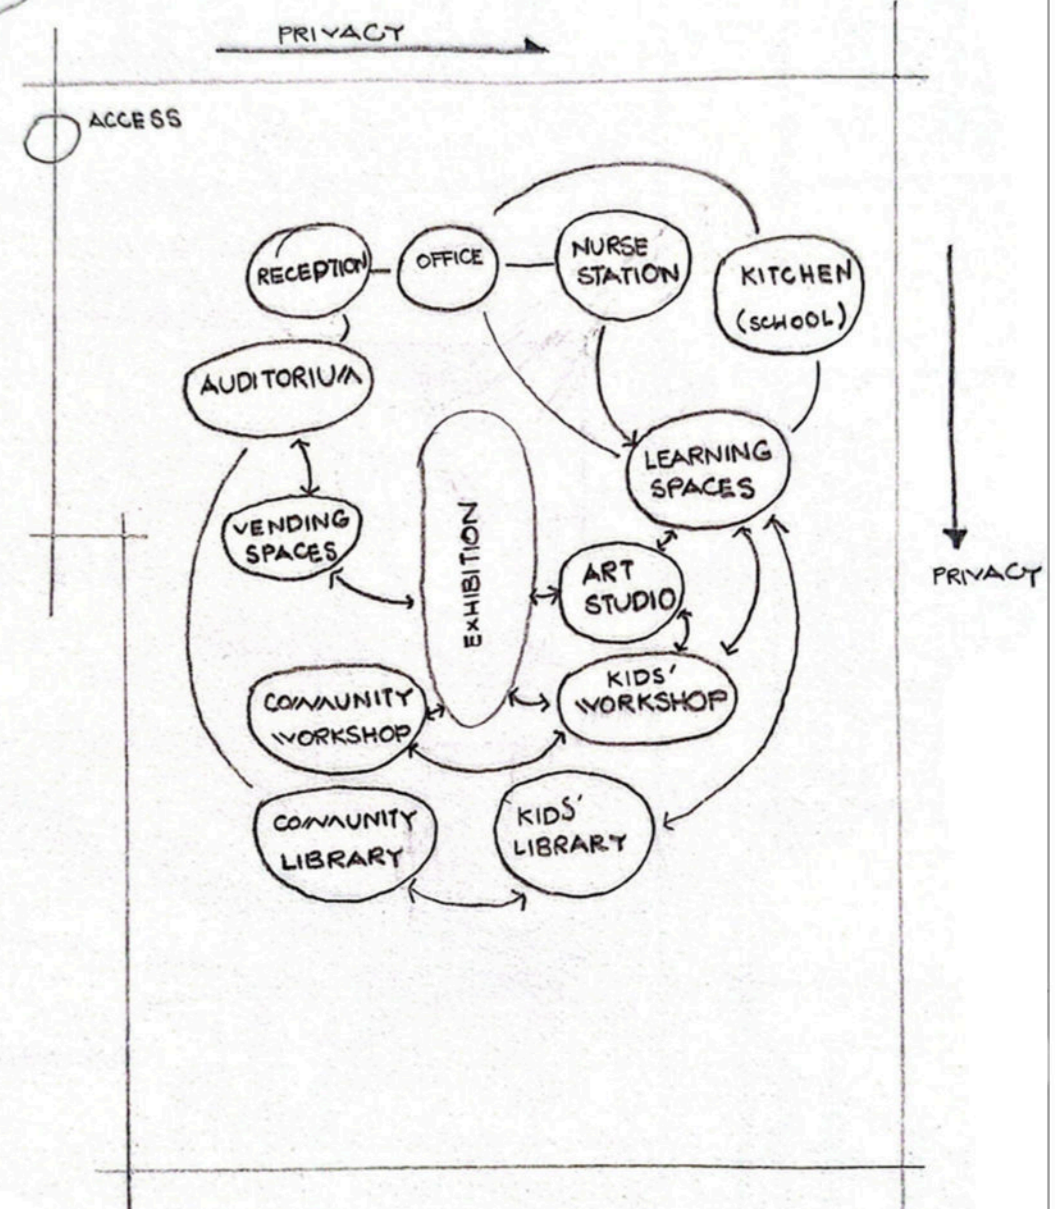 PRIVACY
ACCESS
RECEPTION
OFFICE
NURSE
STATION
KITCHEN
(SCHOOL)
AUDITORIUM
LEARNING
SPACES
VENDING
SPACES
EXHIBITION
ART
STUDIO
PRIVACY
COMMUNITY
WORKSHOP
KIDS'
WORKSHOP
COMMUNITY
LIBRARY
KIDS'
LIBRARY